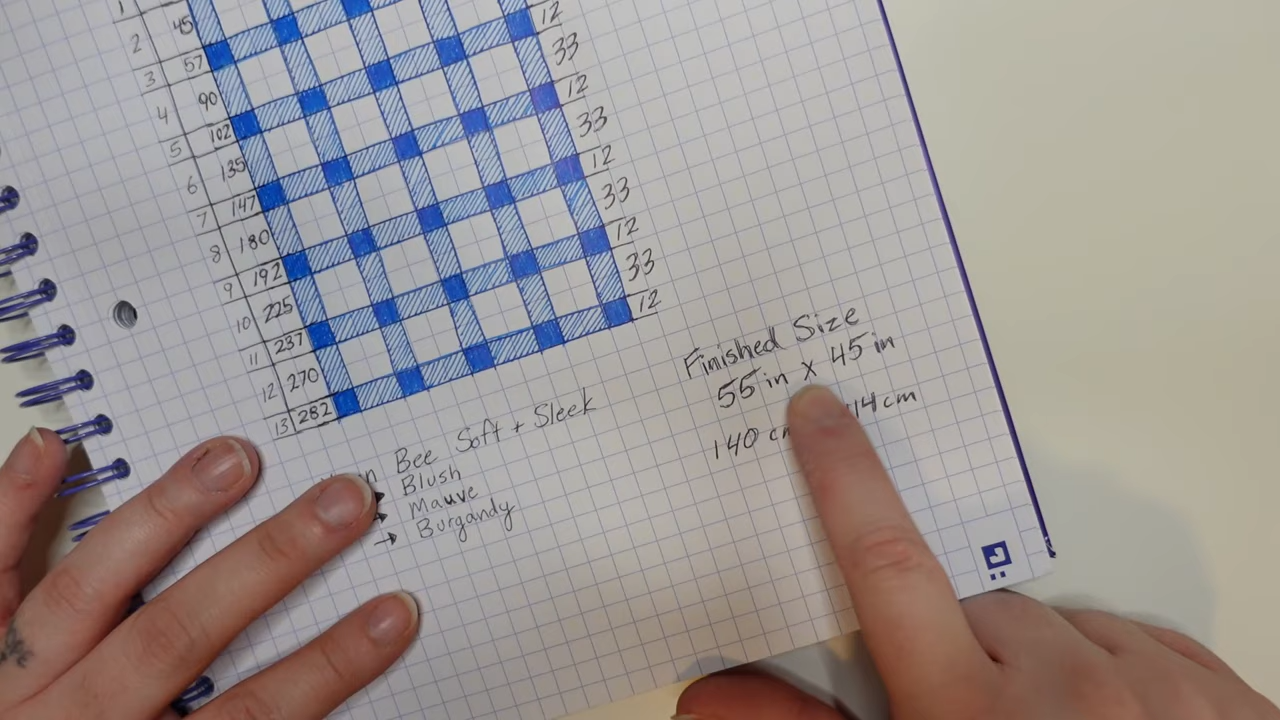 1
2 45
3 57
4 90
5 102
6 135
7 147
8 180
9 192
10 225
11 237
12 270
13 282
12
33
12
33
12
33
12
33
12
Bee Soft + Sleek
Blush
Mauve
→ Burgandy
Finished Size
55 in X 45 in
140 cm
114 cm